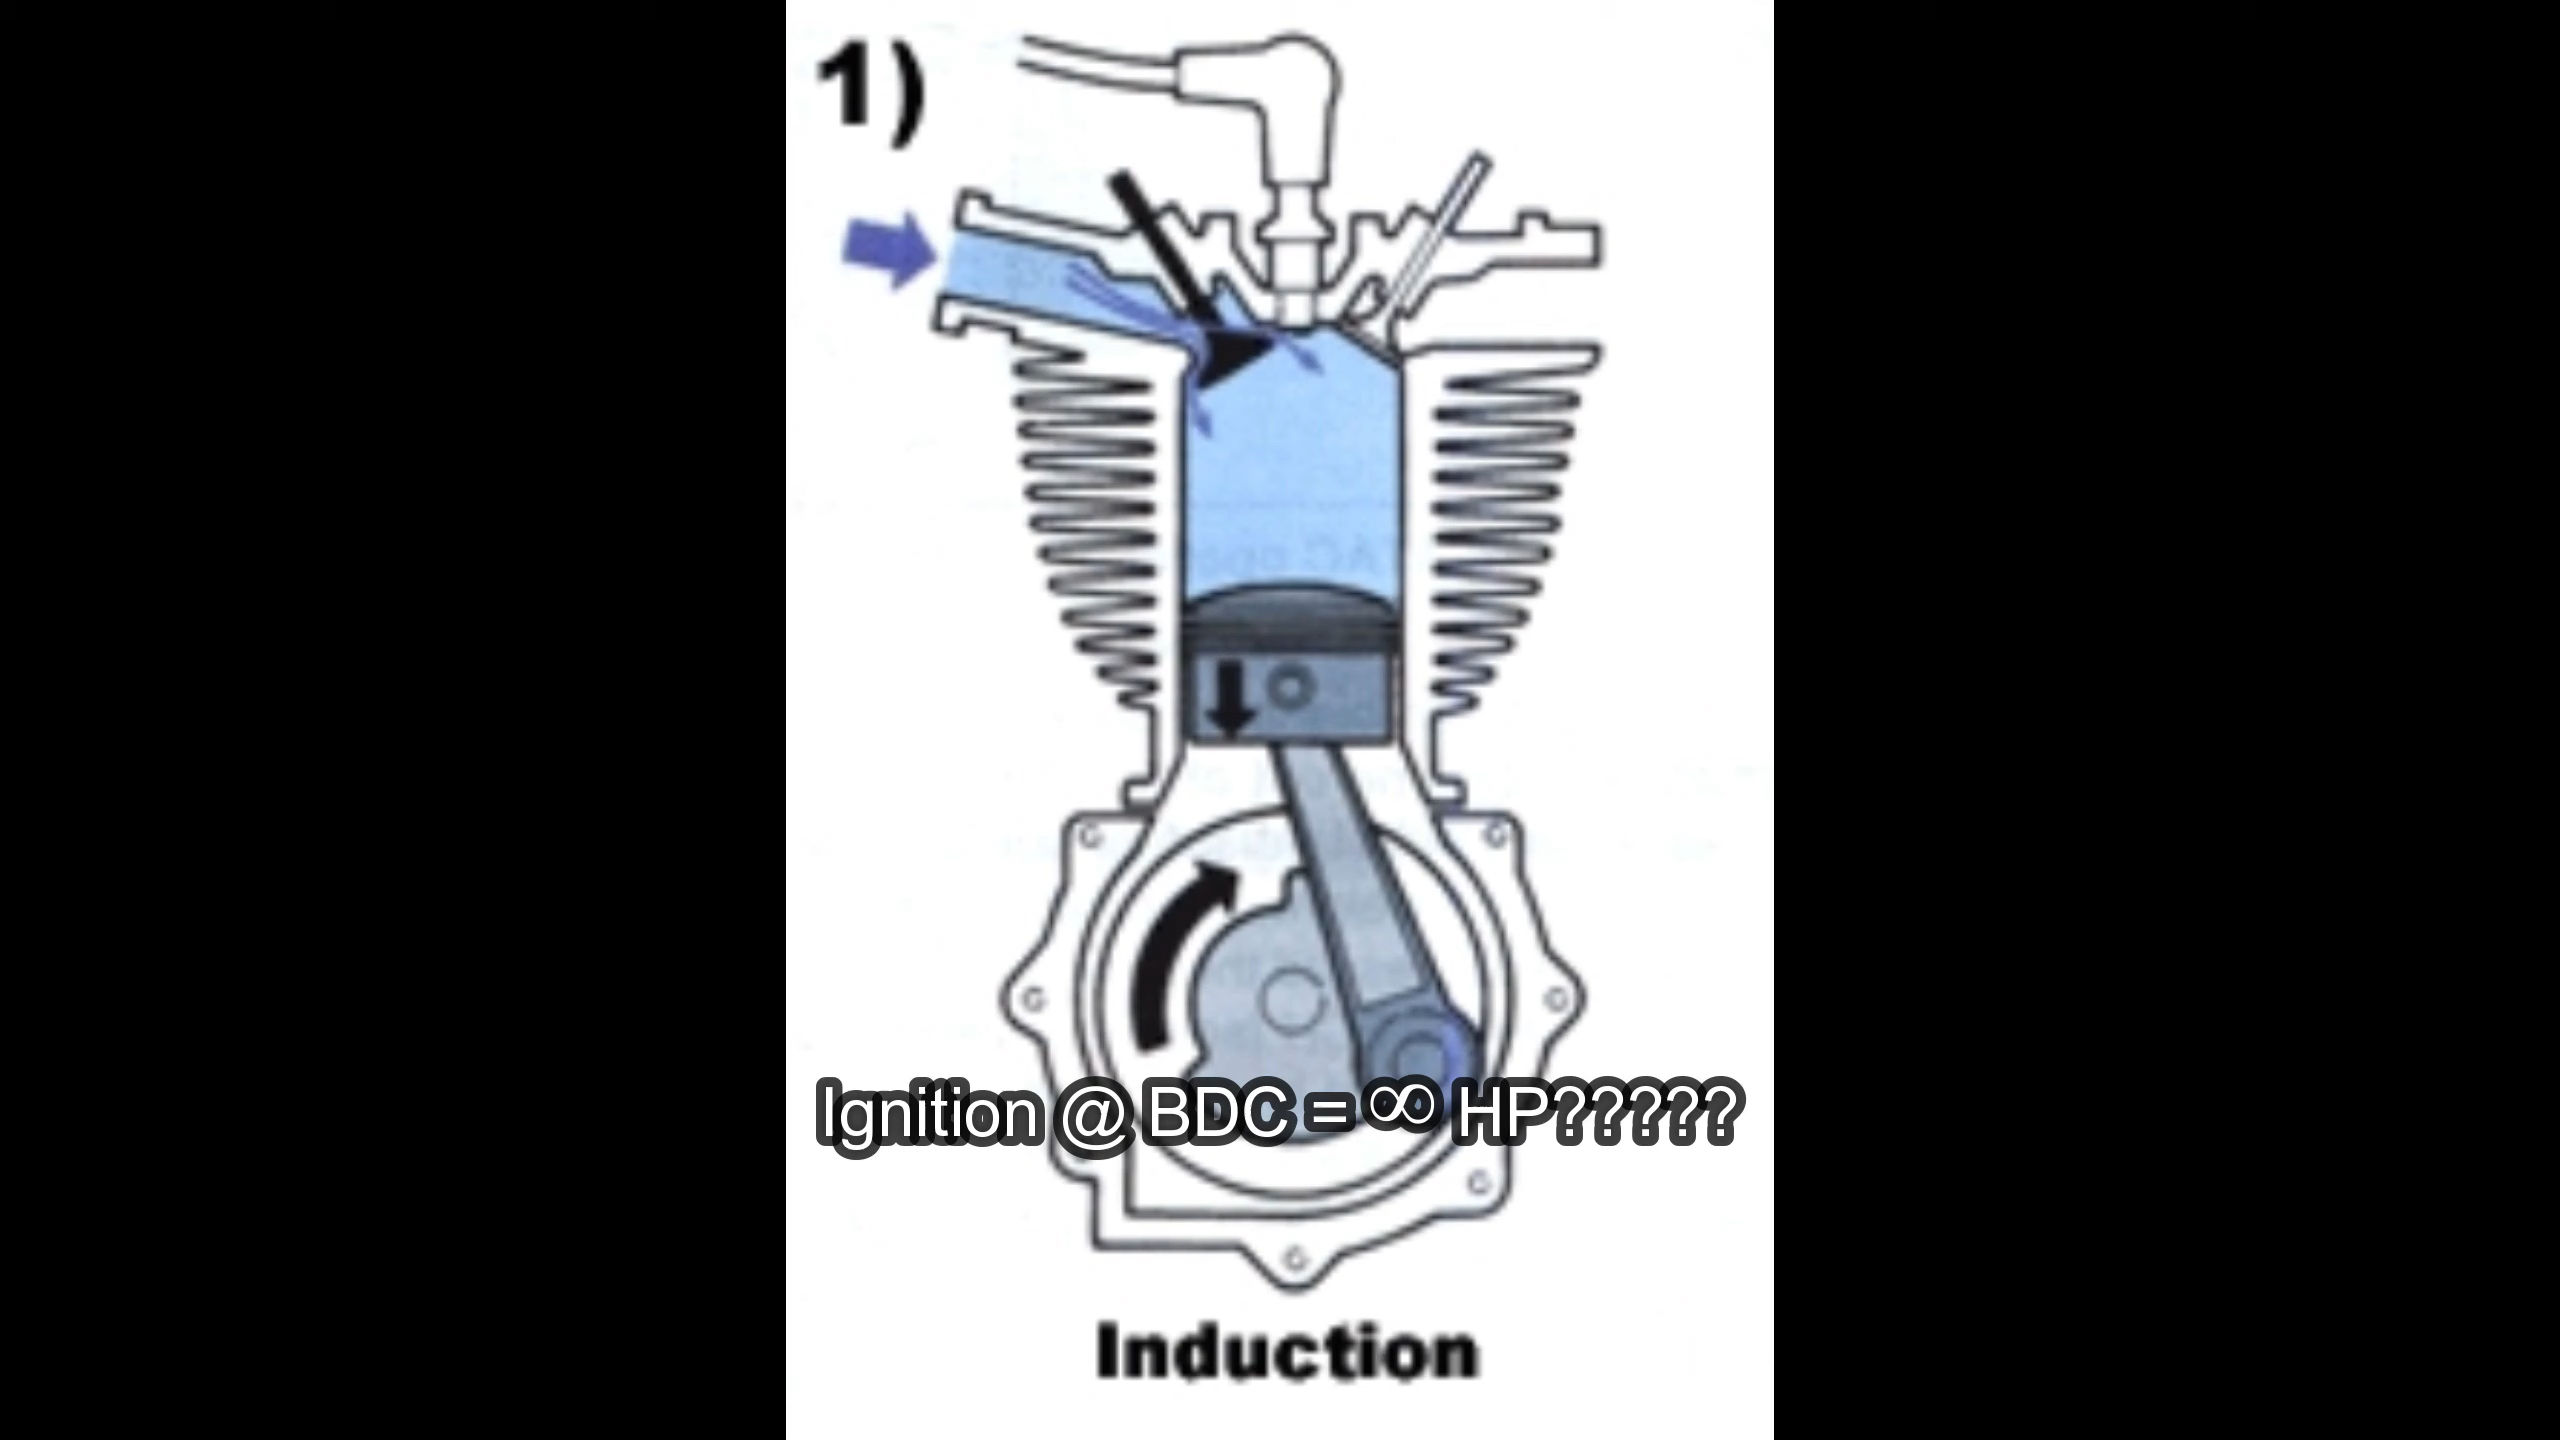 1)
Ignition @ BDC = ∞ HP?????
Induction